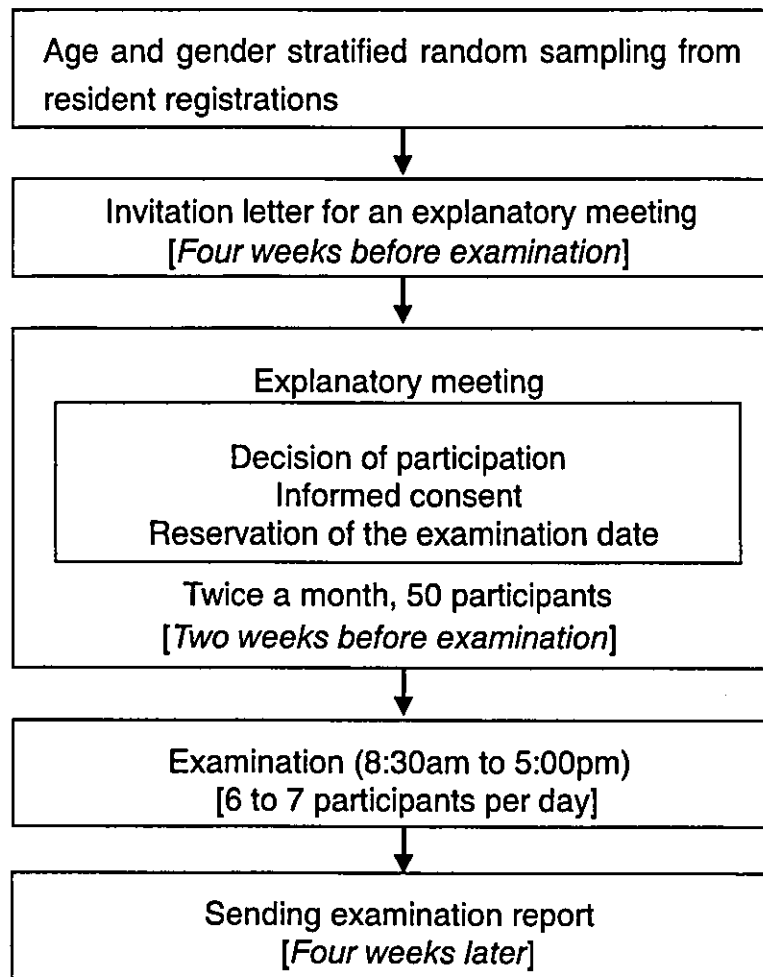 Age and gender stratified random sampling from
resident registrations
Invitation letter for an explanatory meeting
[Four weeks before examination]
Explanatory meeting
Decision of participation
Informed consent
Reservation of the examination date
Twice a month, 50 participants
[Two weeks before examination]
Examination (8:30am to 5:00pm)
[6 to 7 participants per day]
Sending examination report
[Four weeks later]